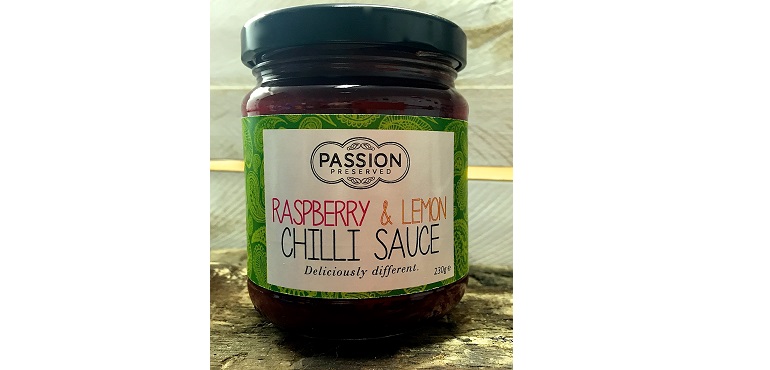 PASSION
PRESERVED
RASPBERRY & LEMON
CHILLI SAUCE
Deliciously different.
230g e